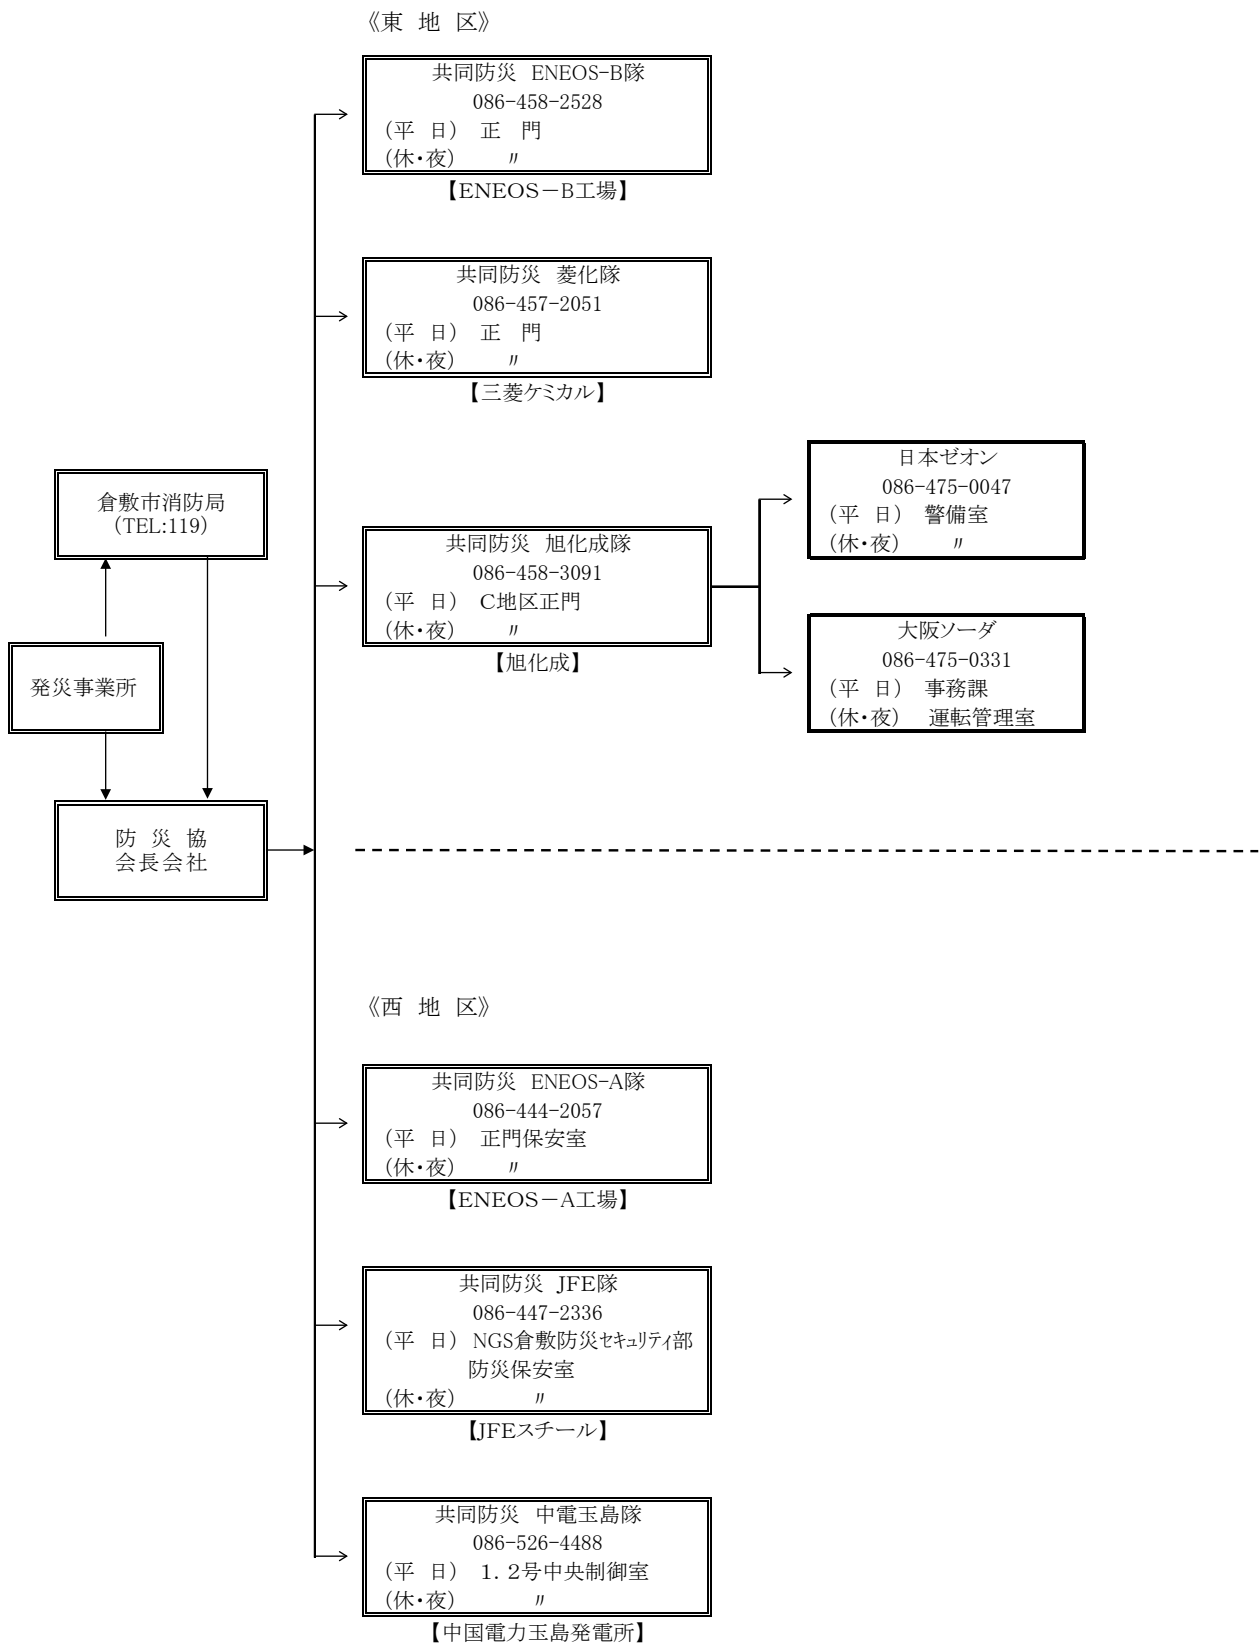 《東 地 区》
共同防災 ENEOS-B隊
086-458-2528
(平 日) 正 門
(休・夜) 〃
【ENEOS－B工場】
共同防災 菱化隊
086-457-2051
(平 日) 正 門
(休・夜) 〃
【三菱ケミカル】
倉敷市消防局
(TEL:119)
発災事業所
防 災 協
会長会社
共同防災 旭化成隊
086-458-3091
(平 日) C地区正門
(休・夜) 〃
【旭化成】
日本ゼオン
086-475-0047
(平 日) 警備室
(休・夜) 〃
大阪ソーダ
086-475-0331
(平 日) 事務課
(休・夜) 運転管理室
《西 地 区》
共同防災 ENEOS-A隊
086-444-2057
(平 日) 正門保安室
(休・夜) 〃
【ENEOS－A工場】
共同防災 JFE隊
086-447-2336
(平 日) NGS倉敷防災セキュリティ部
防災保安室
(休・夜) 〃
【JFEスチール】
共同防災 中電玉島隊
086-526-4488
(平 日) 1．2号中央制御室
(休・夜) 〃
【中国電力玉島発電所】